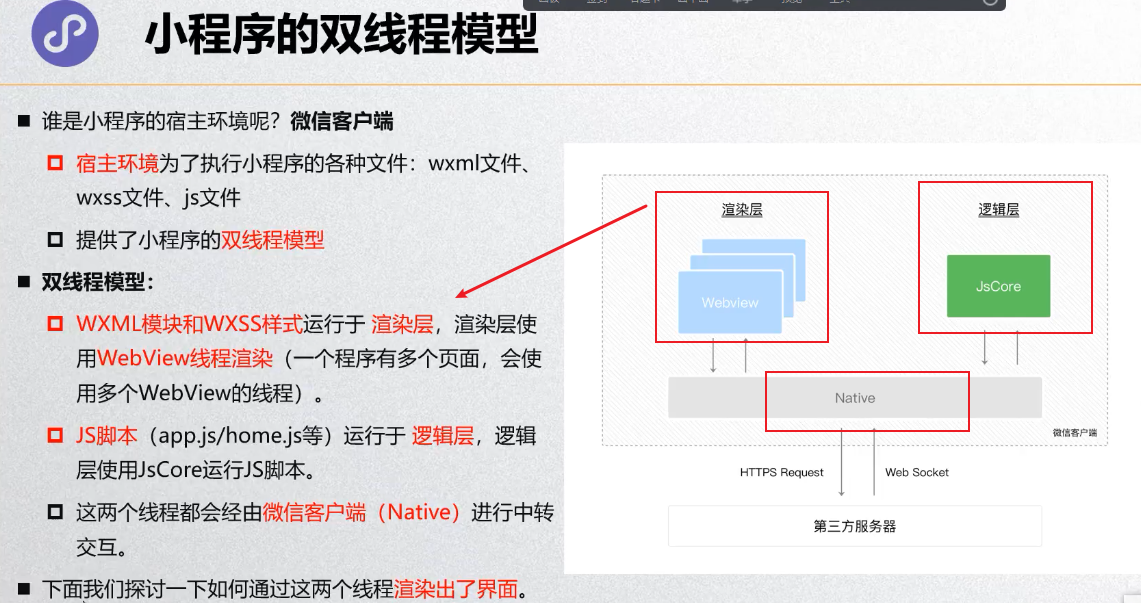 小程序的双线程模型
谁是小程序的宿主环境呢？微信客户端
宿主环境为了执行小程序的各种文件：wxml文件、
wxss文件、js文件
提供了小程序的双线程模型
双线程模型：
WXML模块和WXSS样式运行于 渲染层，渲染层使
用WebView线程渲染（一个程序有多个页面，会使
用多个WebView的线程）。
JS脚本（app.js/home.js等）运行于 逻辑层，逻辑
层使用JsCore运行JS脚本。
这两个线程都会经由微信客户端（Native）进行中转
交互。
下面我们探讨一下如何通过这两个线程渲染出了界面。
渲染层
逻辑层
Webview
JsCore
Native
微信客户端
HTTPS Request
Web Socket
第三方服务器